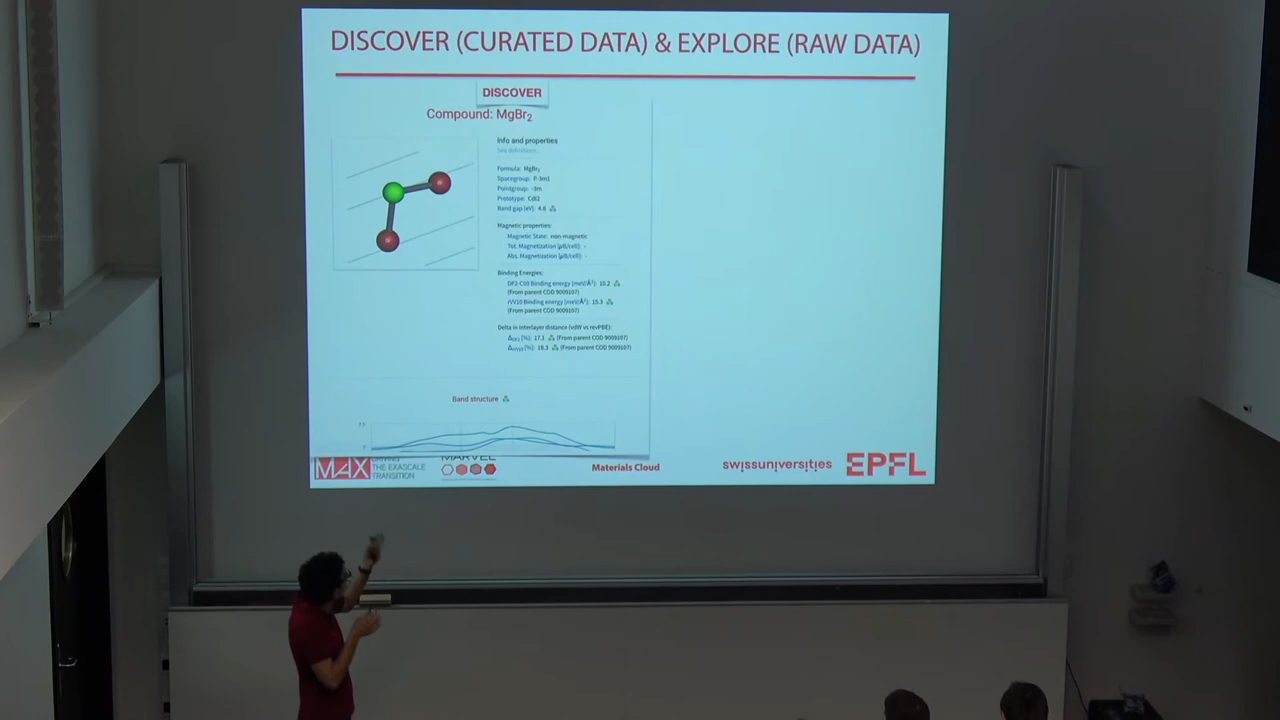 DISCOVER (CURATED DATA) & EXPLORE (RAW DATA)
DISCOVER
Compound: MgBr₂
Info and properties
See definitions...
Formula: MgBr₂
Spacegroup: P-3m1
Pointgroup: -3m
Prototype: CdI2
Band gap [eV]: 4.8
Magnetic properties:
Magnetic State: non-magnetic
Tot. Magnetization [μB/cell]: -
Abs. Magnetization [μB/cell]: -
Binding Energies:
DF2-C09 Binding energy [meV/Å²]: 10.2
(From parent COD 9009107)
rVV10 Binding energy [meV/Å²]: 15.3
(From parent COD 9009107)
Delta in interlayer distance (vdW vs revPBE):
[%]: 17.1 (From parent COD 9009107)
[%]: 18.3 (From parent COD 9009107)
Band structure
7.5
MAX
DRIVING
THE EXASCALE
TRANSITION
MARVEL
Materials Cloud
swissuniversities
EPFL